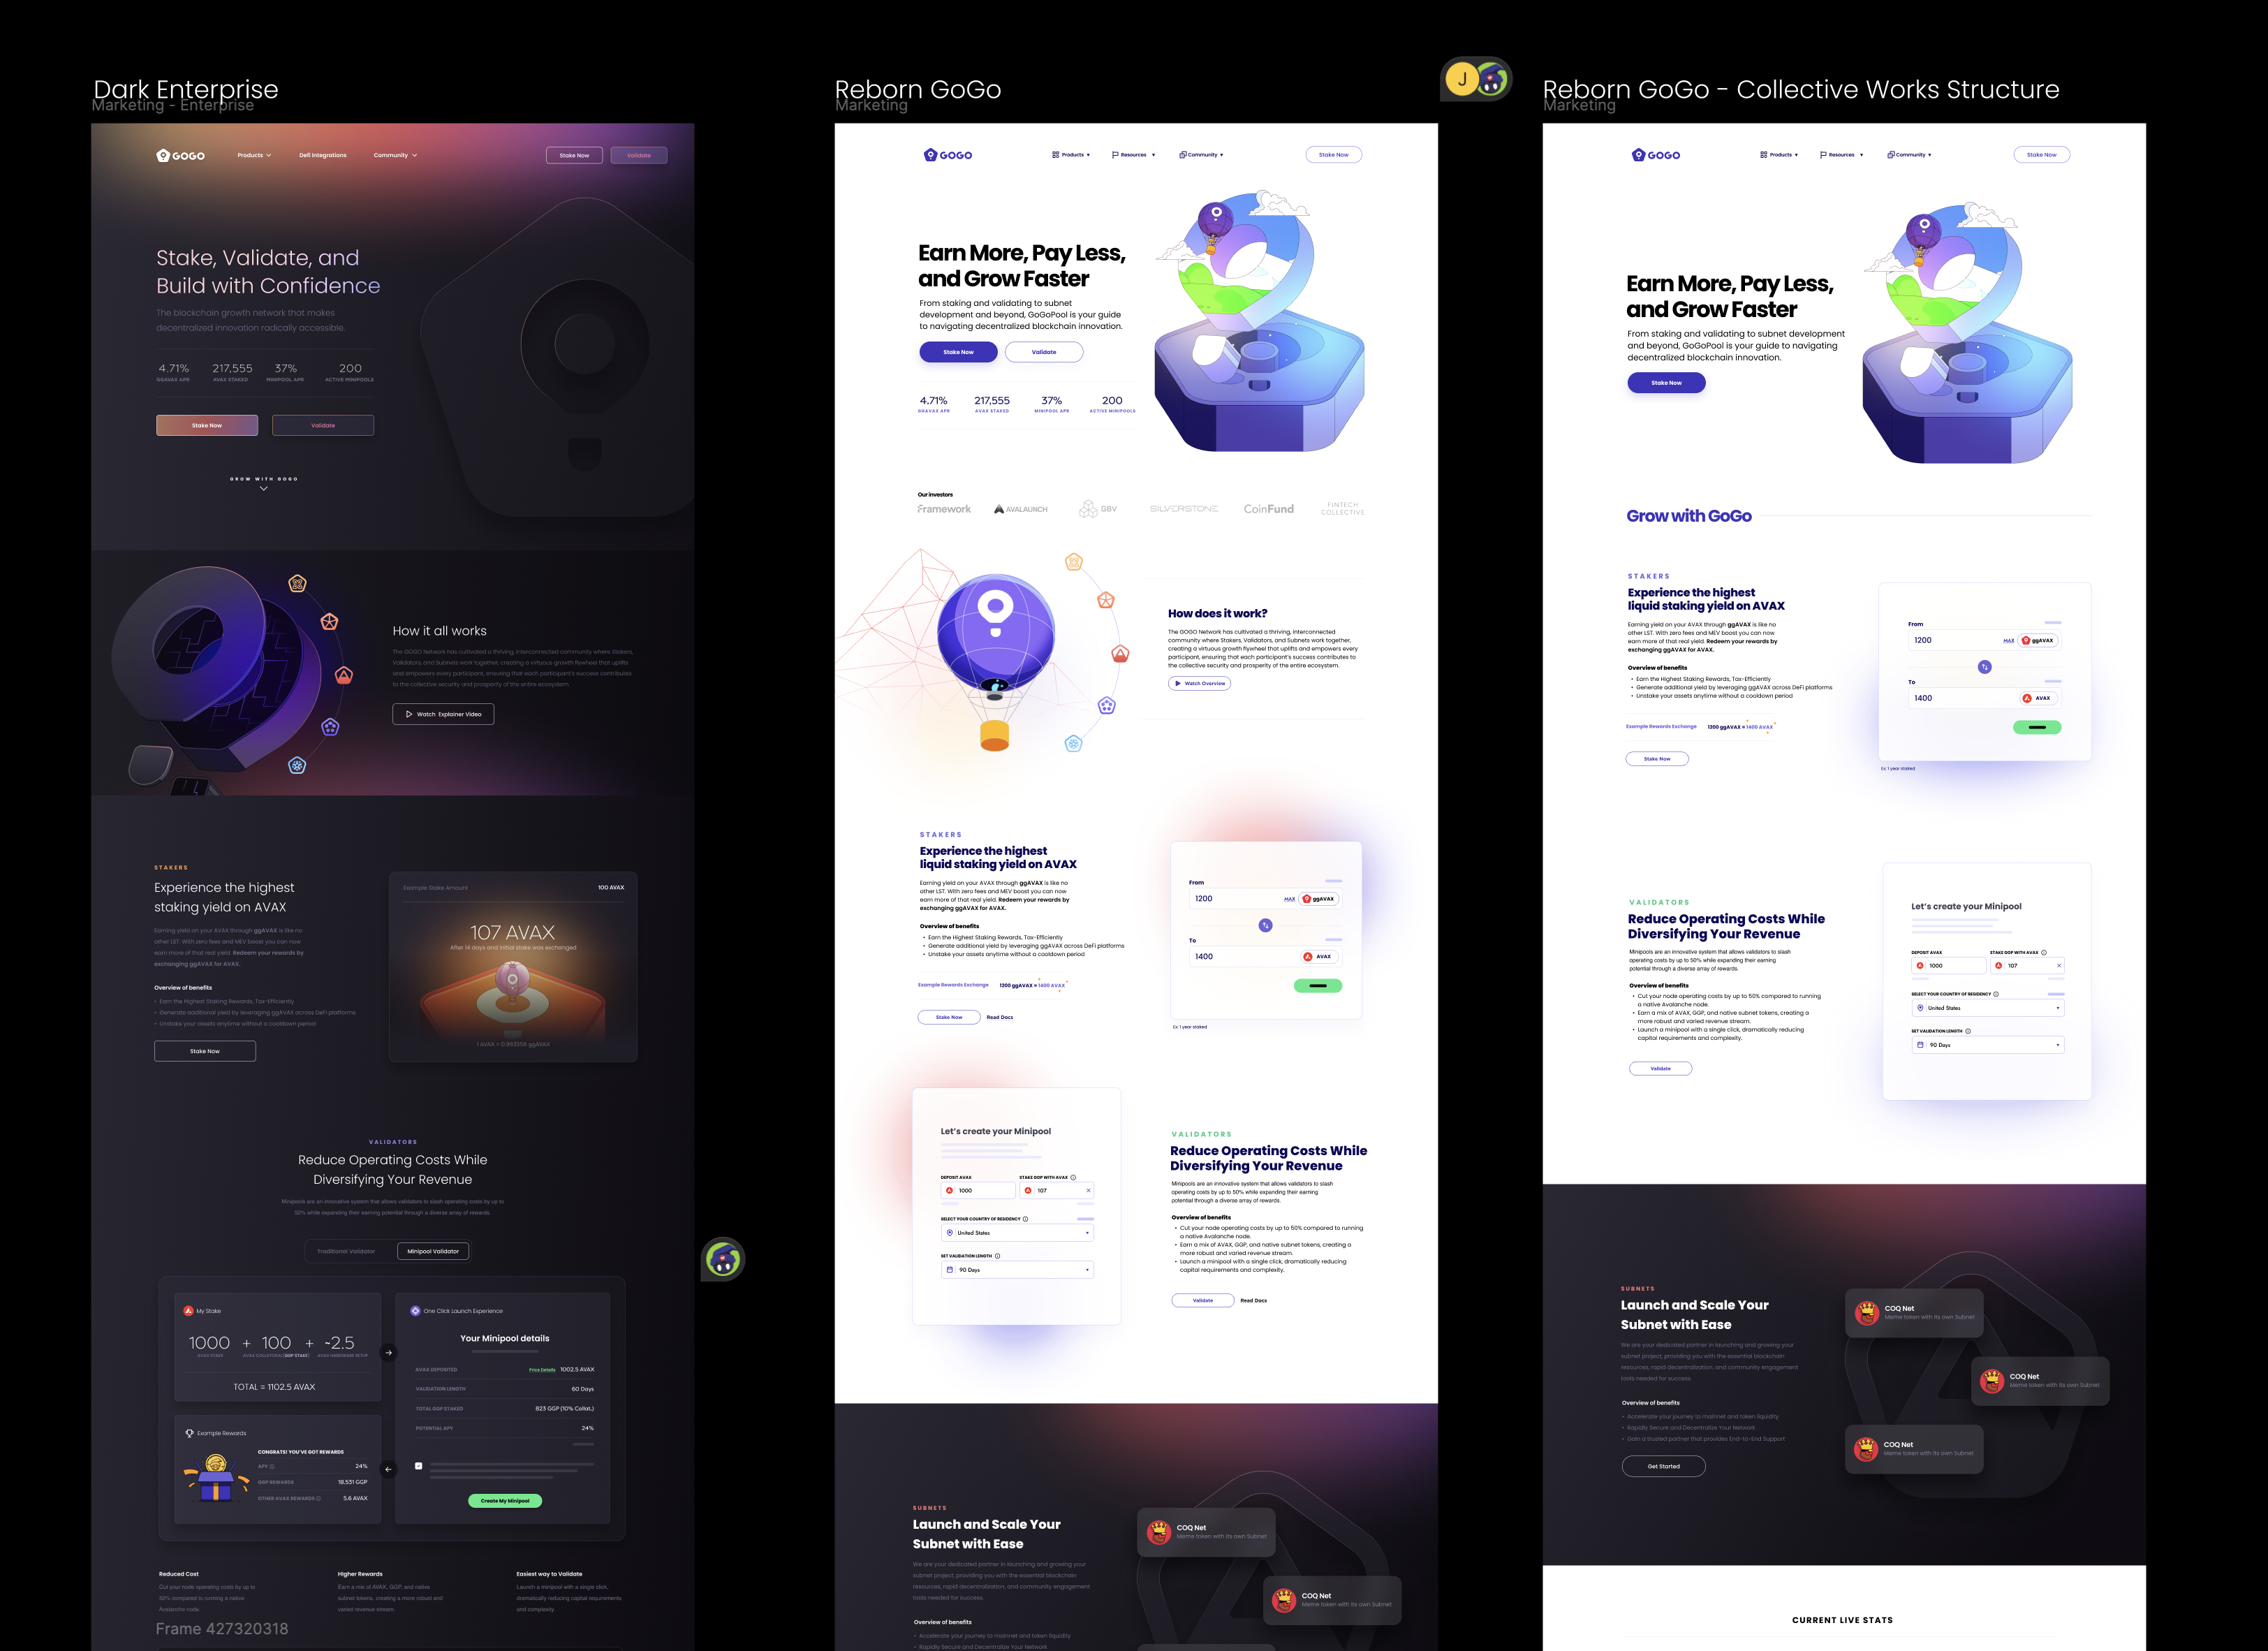 Dark Enterprise
Marketing - Enterprise
GOGO
Products
Defi Integrations
Community
Stake Now
Validate
Stake, Validate, and
Build with Confidence
The blockchain growth network that makes
decentralized innovation radically accessible.
4.71%
217,555
37%
200
GGAVAX APR
AVAX STAKED
MINIPOOL APR
ACTIVE MINIPOOLS
Stake Now
Validate
GROW WITH GOGO
How it all works
The GOGO Network has cultivated a thriving, interconnected community where Stakers,
Validators, and Subnets work together, creating a virtuous growth flywheel that uplifts
and empowers every participant, ensuring that each participant's success contributes
to the collective security and prosperity of the entire ecosystem.
Watch Explainer Video
STAKERS
Experience the highest
staking yield on AVAX
Earning yield on your AVAX through ggAVAX is like no
other LST. With zero fees and MEV boost you can now
earn more of that real yield. Redeem your rewards by
exchanging ggAVAX for AVAX.
Overview of benefits
• Earn the Highest Staking Rewards, Tax-Efficiently
• Generate additional yield by leveraging ggAVAX across DeFi platforms
• Unstake your assets anytime without a cooldown period
Stake Now
Example Stake Amount
100 AVAX
107 AVAX
After 14 days and initial stake was exchanged
1 AVAX = 0.993358 ggAVAX
VALIDATORS
Reduce Operating Costs While
Diversifying Your Revenue
Minipools are an innovative system that allows validators to slash operating costs by up to
50% while expanding their earning potential through a diverse array of rewards.
Traditional Validator
Minipool Validator
My Stake
1000 + 100 + ~2.5
AVAX STAKE
AVAX COLLATERAL(GGP STAKE)
AVAX HARDWARE SETUP
TOTAL = 1102.5 AVAX
Example Rewards
CONGRATS! YOU'VE GOT REWARDS
APY
24%
GGP REWARDS
18.531 GGP
OTHER AVAX REWARDS
5.6 AVAX
One Click Launch Experience
Your Minipool details
AVAX DEPOSITED
Price Details
1002.5 AVAX
VALIDATION LENGTH
60 Days
TOTAL GGP STAKED
823 GGP (10% Collat.)
POTENTIAL APY
24%
Create My Minipool
Reduced Cost
Cut your node operating costs by up to
50% compared to running a native
Avalanche node.
Higher Rewards
Earn a mix of AVAX, GGP, and native
subnet tokens, creating a more robust and
varied revenue stream.
Easiest way to Validate
Launch a minipool with a single click,
dramatically reducing capital requirements
and complexity.
Frame 427320318
Reborn GoGo
Marketing
J
GOGO
Products
Resources
Community
Stake Now
Earn More, Pay Less,
and Grow Faster
From staking and validating to subnet
development and beyond, GoGoPool is your guide
to navigating decentralized blockchain innovation.
Stake Now
Validate
4.71%
217,555
37%
200
GGAVAX APR
AVAX STAKED
MINIPOOL APR
ACTIVE MINIPOOLS
Our investors
Framework
AVALAUNCH
GBV
SILVERSTONE
CoinFund
FINTECH
COLLECTIVE
How does it work?
The GOGO Network has cultivated a thriving, interconnected
community where Stakers, Validators, and Subnets work together,
creating a virtuous growth flywheel that uplifts and empowers every
participant, ensuring that each participant's success contributes to
the collective security and prosperity of the entire ecosystem.
Watch Overview
STAKERS
Experience the highest
liquid staking yield on AVAX
Earning yield on your AVAX through ggAVAX is like no
other LST. With zero fees and MEV boost you can now
earn more of that real yield. Redeem your rewards by
exchanging ggAVAX for AVAX.
Overview of benefits
• Earn the Highest Staking Rewards, Tax-Efficiently
• Generate additional yield by leveraging ggAVAX across DeFi platforms
• Unstake your assets anytime without a cooldown period
Example Rewards Exchange
1200 ggAVAX = 1400 AVAX
Stake Now
Read Docs
From
1200
MAX
ggAVAX
To
1400
AVAX
Ex: 1 year staked
Let's create your Minipool
DEPOSIT AVAX
STAKE GGP WITH AVAX
1000
107
SELECT YOUR COUNTRY OF RESIDENCY
United States
SET VALIDATION LENGTH
90 Days
VALIDATORS
Reduce Operating Costs While
Diversifying Your Revenue
Minipools are an innovative system that allows validators to slash
operating costs by up to 50% while expanding their earning
potential through a diverse array of rewards.
Overview of benefits
• Cut your node operating costs by up to 50% compared to running
a native Avalanche node.
• Earn a mix of AVAX, GGP, and native subnet tokens, creating a
more robust and varied revenue stream.
• Launch a minipool with a single click, dramatically reducing
capital requirements and complexity.
Validate
Read Docs
SUBNETS
Launch and Scale Your
Subnet with Ease
We are your dedicated partner in launching and growing your
subnet project, providing you with the essential blockchain
resources, rapid decentralization, and community engagement
tools needed for success.
Overview of benefits
• Accelerate your journey to mainnet and token liquidity
• Rapidly Secure and Decentralize Your Network
COQ Net
Meme token with its own Subnet
COQ Net
Meme token with its own Subnet
Reborn GoGo - Collective Works Structure
Marketing
GOGO
Products
Resources
Community
Stake Now
Earn More, Pay Less,
and Grow Faster
From staking and validating to subnet development
and beyond, GoGoPool is your guide to navigating
decentralized blockchain innovation.
Stake Now
Grow with GoGo
STAKERS
Experience the highest
liquid staking yield on AVAX
Earning yield on your AVAX through ggAVAX is like no
other LST. With zero fees and MEV boost you can now
earn more of that real yield. Redeem your rewards by
exchanging ggAVAX for AVAX.
Overview of benefits
• Earn the Highest Staking Rewards, Tax-Efficiently
• Generate additional yield by leveraging ggAVAX across DeFi platforms
• Unstake your assets anytime without a cooldown period
Example Rewards Exchange
1200 ggAVAX = 1400 AVAX
Stake Now
From
1200
MAX
ggAVAX
To
1400
AVAX
Ex: 1 year staked
VALIDATORS
Reduce Operating Costs While
Diversifying Your Revenue
Minipools are an innovative system that allows validators to slash
operating costs by up to 50% while expanding their earning
potential through a diverse array of rewards.
Overview of benefits
• Cut your node operating costs by up to 50% compared to running
a native Avalanche node.
• Earn a mix of AVAX, GGP, and native subnet tokens, creating a
more robust and varied revenue stream.
• Launch a minipool with a single click, dramatically reducing
capital requirements and complexity.
Validate
Let's create your Minipool
DEPOSIT AVAX
STAKE GGP WITH AVAX
1000
107
SELECT YOUR COUNTRY OF RESIDENCY
United States
SET VALIDATION LENGTH
90 Days
SUBNETS
Launch and Scale Your
Subnet with Ease
We are your dedicated partner in launching and growing your
subnet project, providing you with the essential blockchain
resources, rapid decentralization, and community engagement
tools needed for success.
Overview of benefits
• Accelerate your journey to mainnet and token liquidity
• Rapidly Secure and Decentralize Your Network
• Gain a trusted partner that provides End-to-End Support
Get Started
COQ Net
Meme token with its own Subnet
COQ Net
Meme token with its own Subnet
COQ Net
Meme token with its own Subnet
CURRENT LIVE STATS